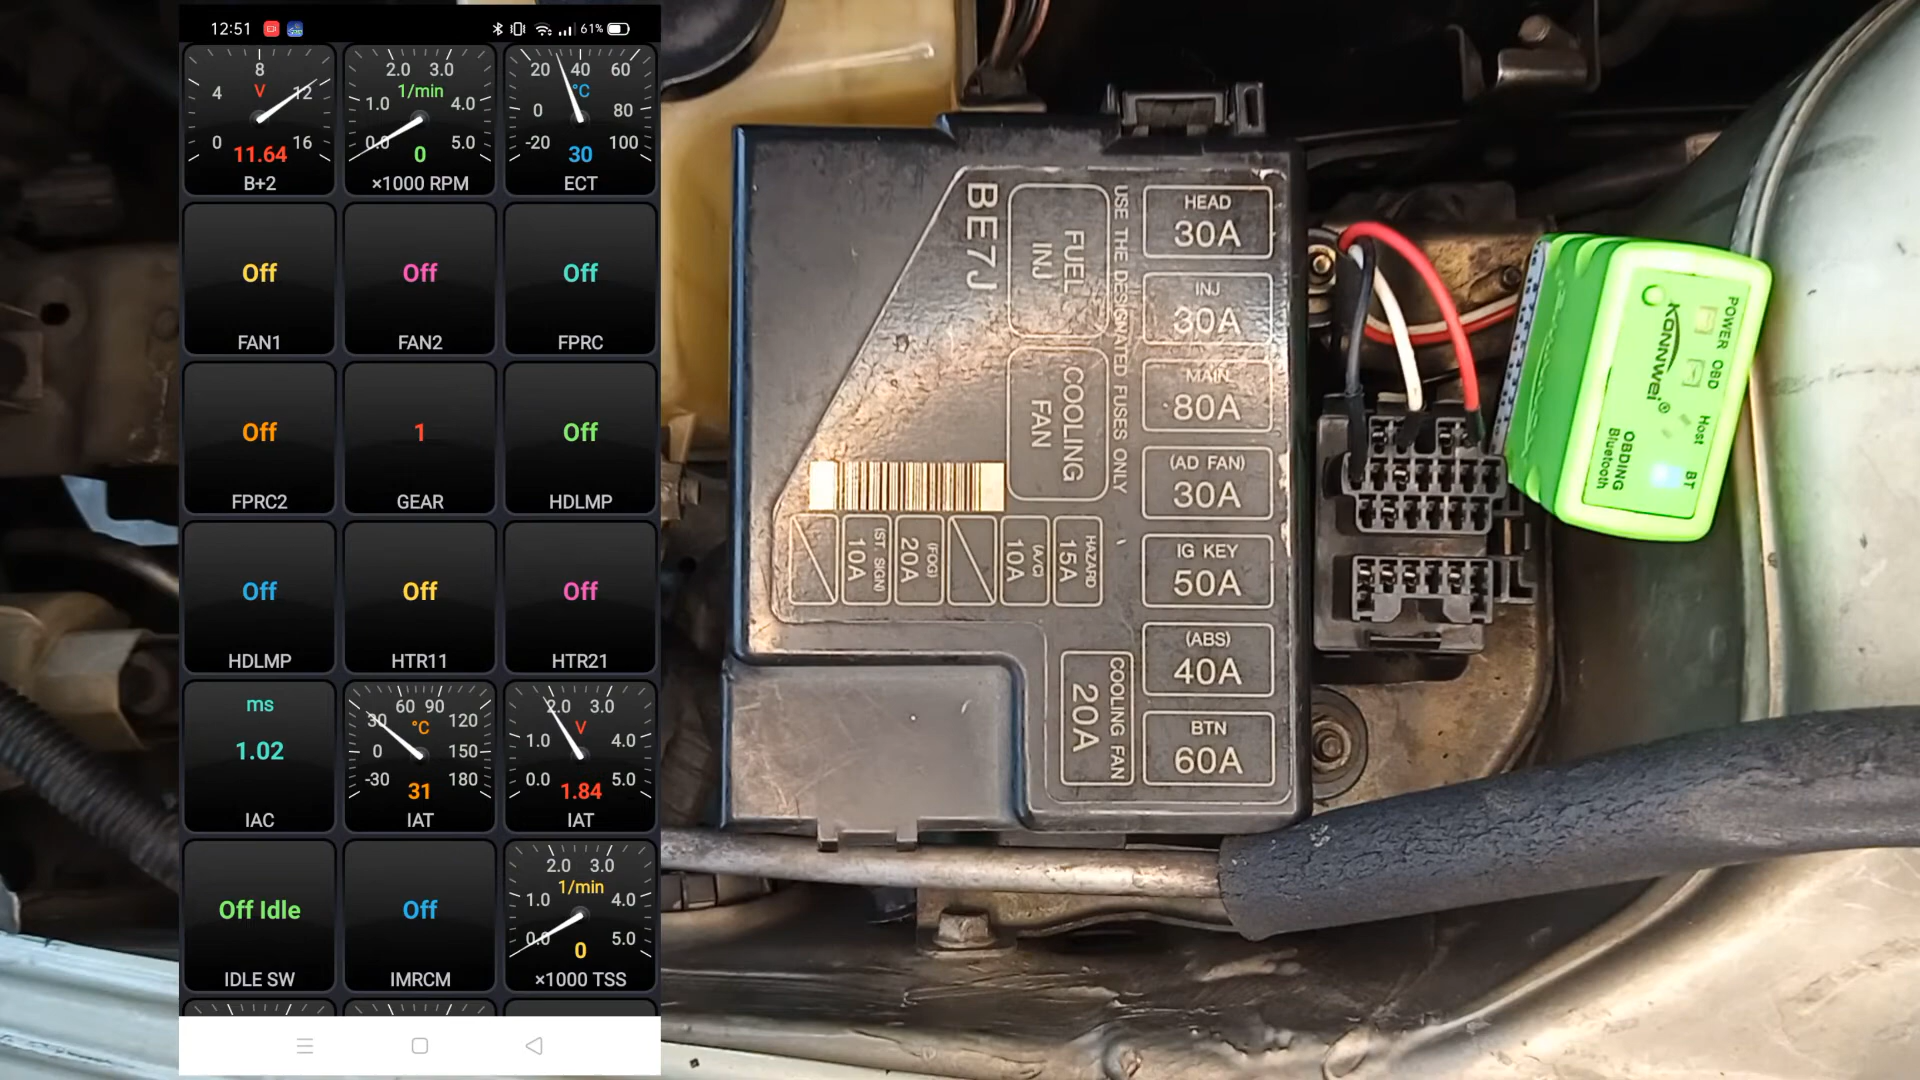 12:51
61%
4 8 12
V
0 16
11.64
B+2
2.0 3.0
1/min
1.0 4.0
0.0 5.0
0
×1000 RPM
20 40 60
°C
0 80
-20 100
30
ECT
Off
FAN1
Off
FAN2
Off
FPRC
Off
FPRC2
1
GEAR
Off
HDLMP
Off
HDLMP
Off
HTR11
Off
HTR21
ms
1.02
IAC
60 90
30 120
°C
0 150
-30 180
31
IAT
2.0 3.0
V
1.0 4.0
0.0 5.0
1.84
IAT
Off Idle
IDLE SW
Off
IMRCM
2.0 3.0
1/min
1.0 4.0
0.0 5.0
0
×1000 TSS
BE7J
FUEL
INJ
COOLING
FAN
USE THE DESIGNATED FUSES ONLY
HEAD
30A
INJ
30A
MAIN
80A
(AD FAN)
30A
IG KEY
50A
(ABS)
40A
BTN
60A
(ST. SIGN)
10A
(FOG)
20A
(A/C)
10A
HAZARD
15A
COOLING FAN
20A
POWER OBD Host BT
KONNWEI®
OBDING
Bluetooth